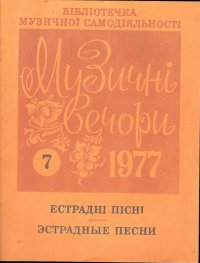 БІБЛІОТЕЧКА
МУЗИЧНОЇ САМОДІЯЛЬНОСТІ
Музичні
вечори
7 1977
ЕСТРАДНІ ПІСНІ
ЭСТРАДНЫЕ ПЕСНИ